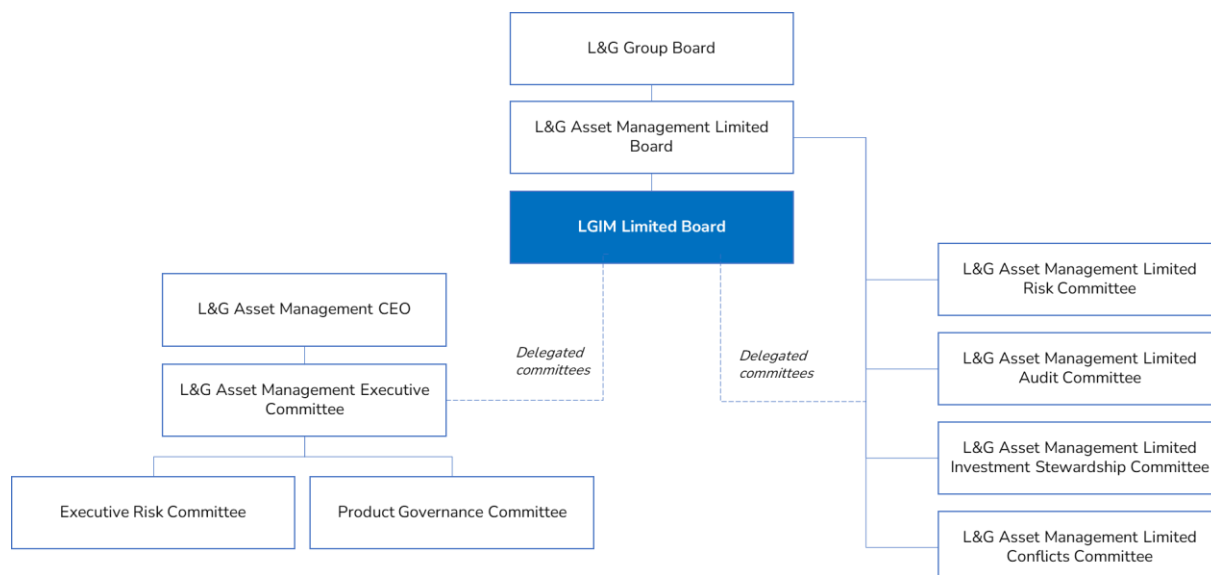 L&G Group Board
L&G Asset Management Limited
Board
LGIM Limited Board
L&G Asset Management CEO
Delegated
committees
L&G Asset Management Executive
Committee
Executive Risk Committee
Product Governance Committee
Delegated
committees
L&G Asset Management Limited
Risk Committee
L&G Asset Management Limited
Audit Committee
L&G Asset Management Limited
Investment Stewardship Committee
L&G Asset Management Limited
Conflicts Committee